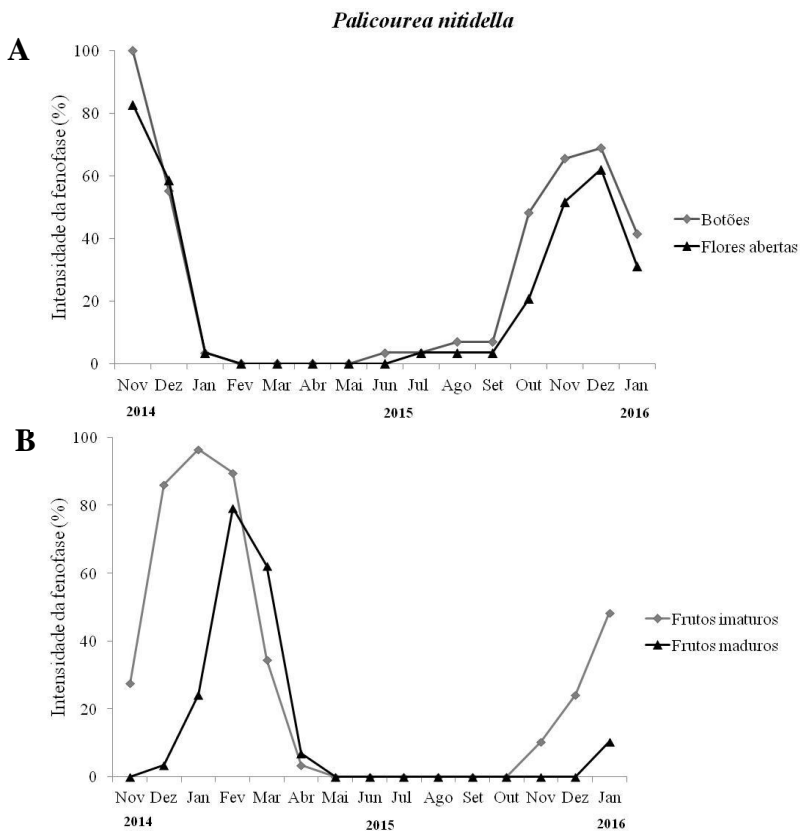 Palicourea nitidella
A
Intensidade da fenofase (%)
100
80
60
40
20
0
Nov Dez Jan Fev Mar Abr Mai Jun Jul Ago Set Out Nov Dez Jan
2014 2015 2016
Botões
Flores abertas
B
Intensidade da fenofase (%)
100
80
60
40
20
0
Nov Dez Jan Fev Mar Abr Mai Jun Jul Ago Set Out Nov Dez Jan
2014 2015 2016
Frutos imaturos
Frutos maduros